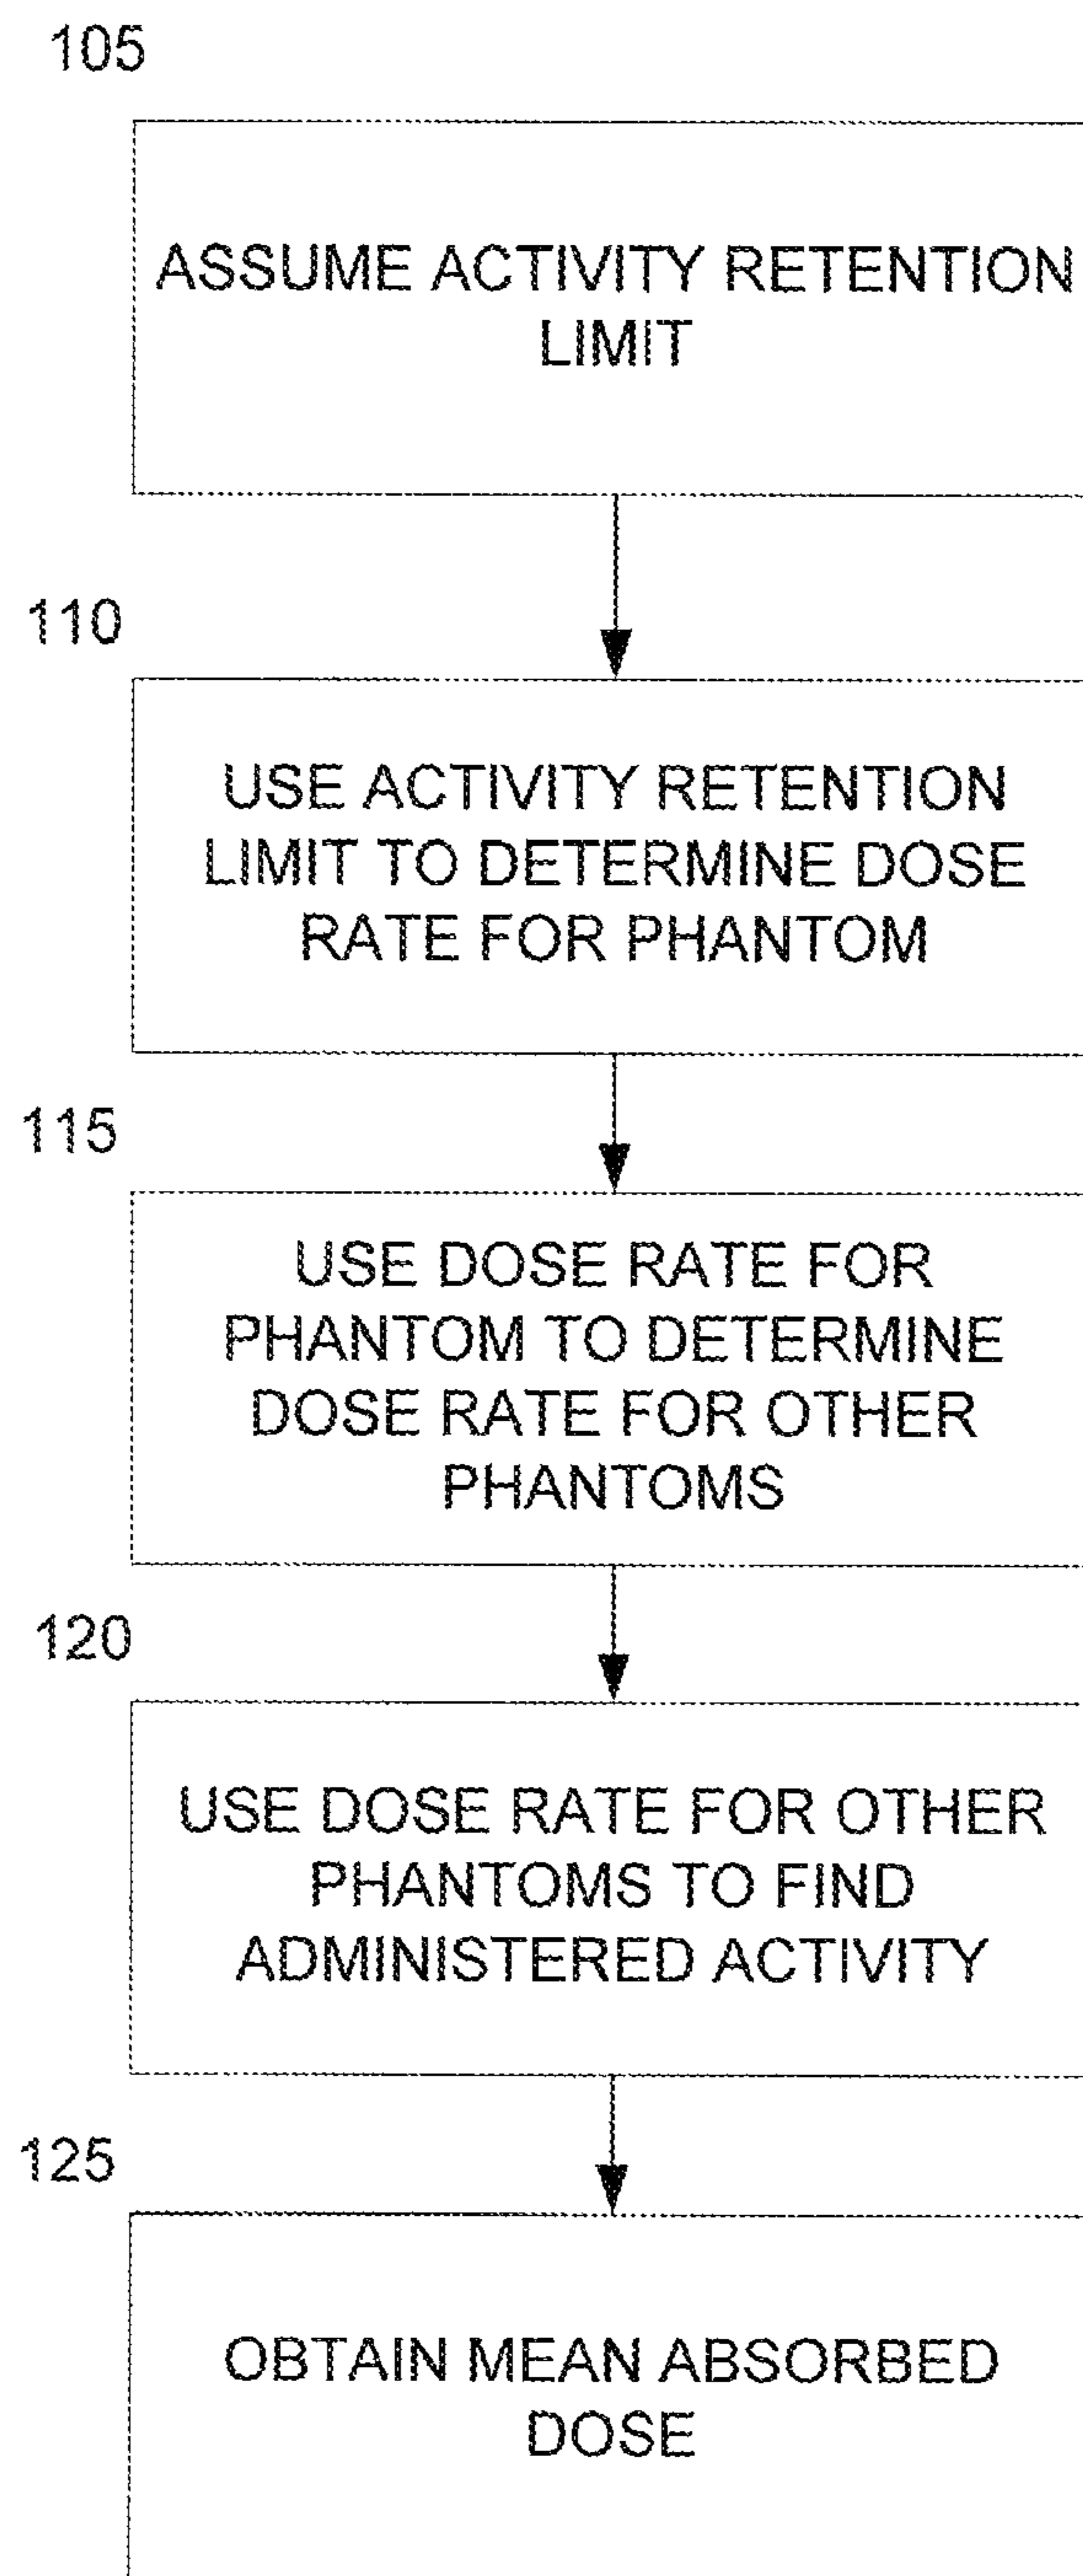 105
ASSUME ACTIVITY RETENTION
LIMIT
110
USE ACTIVITY RETENTION
LIMIT TO DETERMINE DOSE
RATE FOR PHANTOM
115
USE DOSE RATE FOR
PHANTOM TO DETERMINE
DOSE RATE FOR OTHER
PHANTOMS
120
USE DOSE RATE FOR OTHER
PHANTOMS TO FIND
ADMINISTERED ACTIVITY
125
OBTAIN MEAN ABSORBED
DOSE